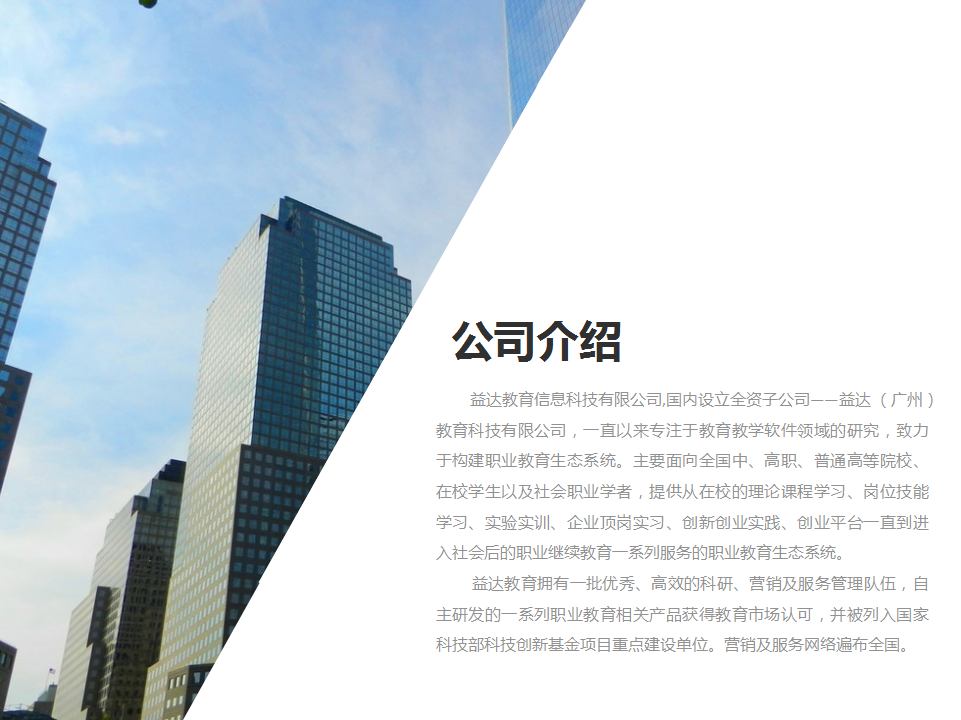 公司介绍
益达教育信息科技有限公司,国内设立全资子公司——益达（广州）
教育科技有限公司，一直以来专注于教育教学软件领域的研究，致力
于构建职业教育生态系统。主要面向全国中、高职、普通高等院校、
在校学生以及社会职业学者，提供从在校的理论课程学习、岗位技能
学习、实验实训、企业顶岗实习、创新创业实践、创业平台一直到进
入社会后的职业继续教育一系列服务的职业教育生态系统。
益达教育拥有一批优秀、高效的科研、营销及服务管理队伍，自
主研发的一系列职业教育相关产品获得教育市场认可，并被列入国家
科技部科技创新基金项目重点建设单位。营销及服务网络遍布全国。